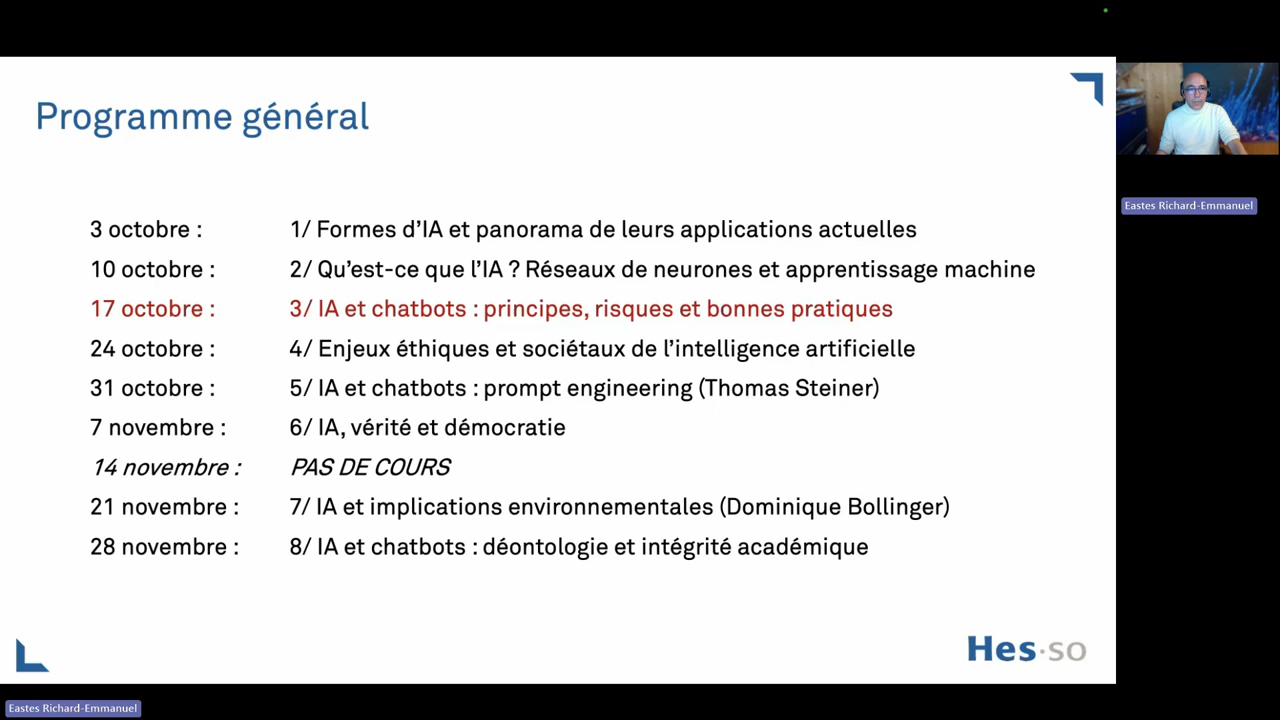 Programme général
3 octobre : 1/ Formes d’IA et panorama de leurs applications actuelles
10 octobre : 2/ Qu’est-ce que l’IA ? Réseaux de neurones et apprentissage machine
17 octobre : 3/ IA et chatbots : principes, risques et bonnes pratiques
24 octobre : 4/ Enjeux éthiques et sociétaux de l’intelligence artificielle
31 octobre : 5/ IA et chatbots : prompt engineering (Thomas Steiner)
7 novembre : 6/ IA, vérité et démocratie
14 novembre : PAS DE COURS
21 novembre : 7/ IA et implications environnementales (Dominique Bollinger)
28 novembre : 8/ IA et chatbots : déontologie et intégrité académique
Hes·so
Eastes Richard-Emmanuel
Eastes Richard-Emmanuel